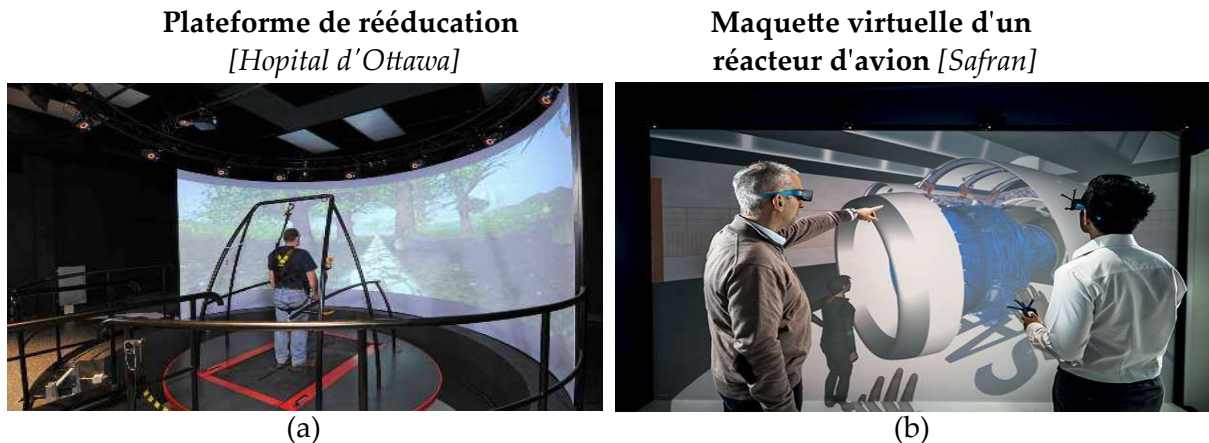 Plateforme de rééducation
[Hopital d'Ottawa]
Maquette virtuelle d'un
réacteur d'avion [Safran]
(a)
(b)